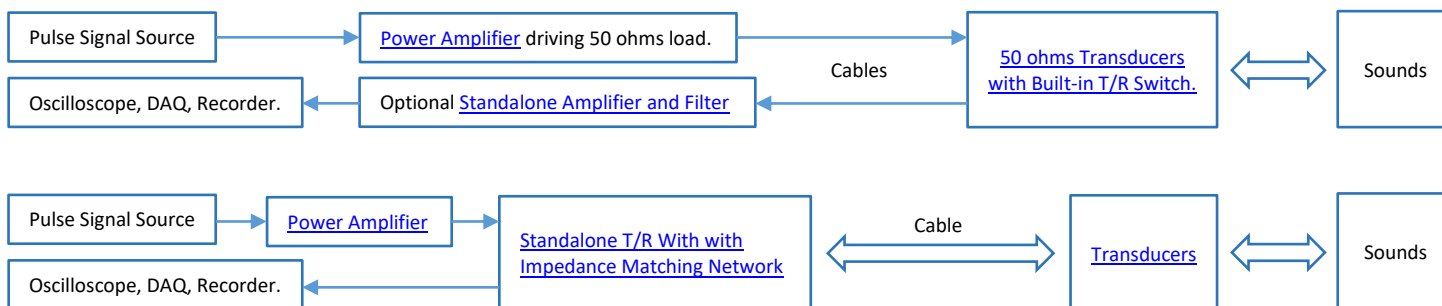 Pulse Signal Source
Power Amplifier driving 50 ohms load.
50 ohms Transducers
with Built-in T/R Switch.
Sounds
Cables
Oscilloscope, DAQ, Recorder.
Optional Standalone Amplifier and Filter
Pulse Signal Source
Power Amplifier
Standalone T/R With with
Impedance Matching Network
Cable
Transducers
Sounds
Oscilloscope, DAQ, Recorder.